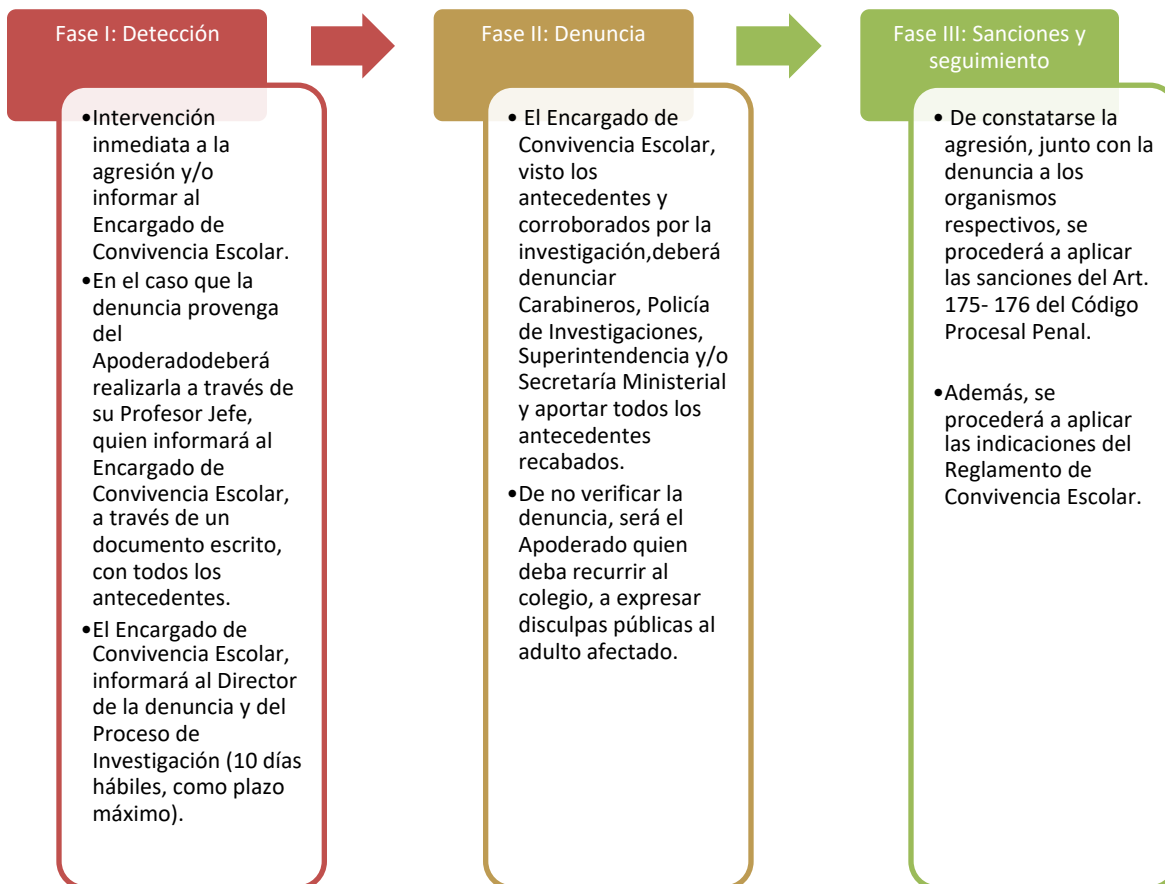 Fase I: Detección
•Intervención
inmediata a la
agresión y/o
informar al
Encargado de
Convivencia Escolar.
•En el caso que la
denuncia provenga
del
Apoderadodeberá
realizarla a través de
su Profesor Jefe,
quien informará al
Encargado de
Convivencia Escolar,
a través de un
documento escrito,
con todos los
antecedentes.
•El Encargado de
Convivencia Escolar,
informará al Director
de la denuncia y del
Proceso de
Investigación (10 días
hábiles, como plazo
máximo).
Fase II: Denuncia
• El Encargado de
Convivencia Escolar,
visto los
antecedentes y
corroborados por la
investigación,deberá
denunciar
Carabineros, Policía
de Investigaciones,
Superintendencia y/o
Secretaría Ministerial
y aportar todos los
antecedentes
recabados.
•De no verificar la
denuncia, será el
Apoderado quien
deba recurrir al
colegio, a expresar
disculpas públicas al
adulto afectado.
Fase III: Sanciones y
seguimiento
• De constatarse la
agresión, junto con la
denuncia a los
organismos
respectivos, se
procederá a aplicar
las sanciones del Art.
175- 176 del Código
Procesal Penal.
•Además, se
procederá a aplicar
las indicaciones del
Reglamento de
Convivencia Escolar.